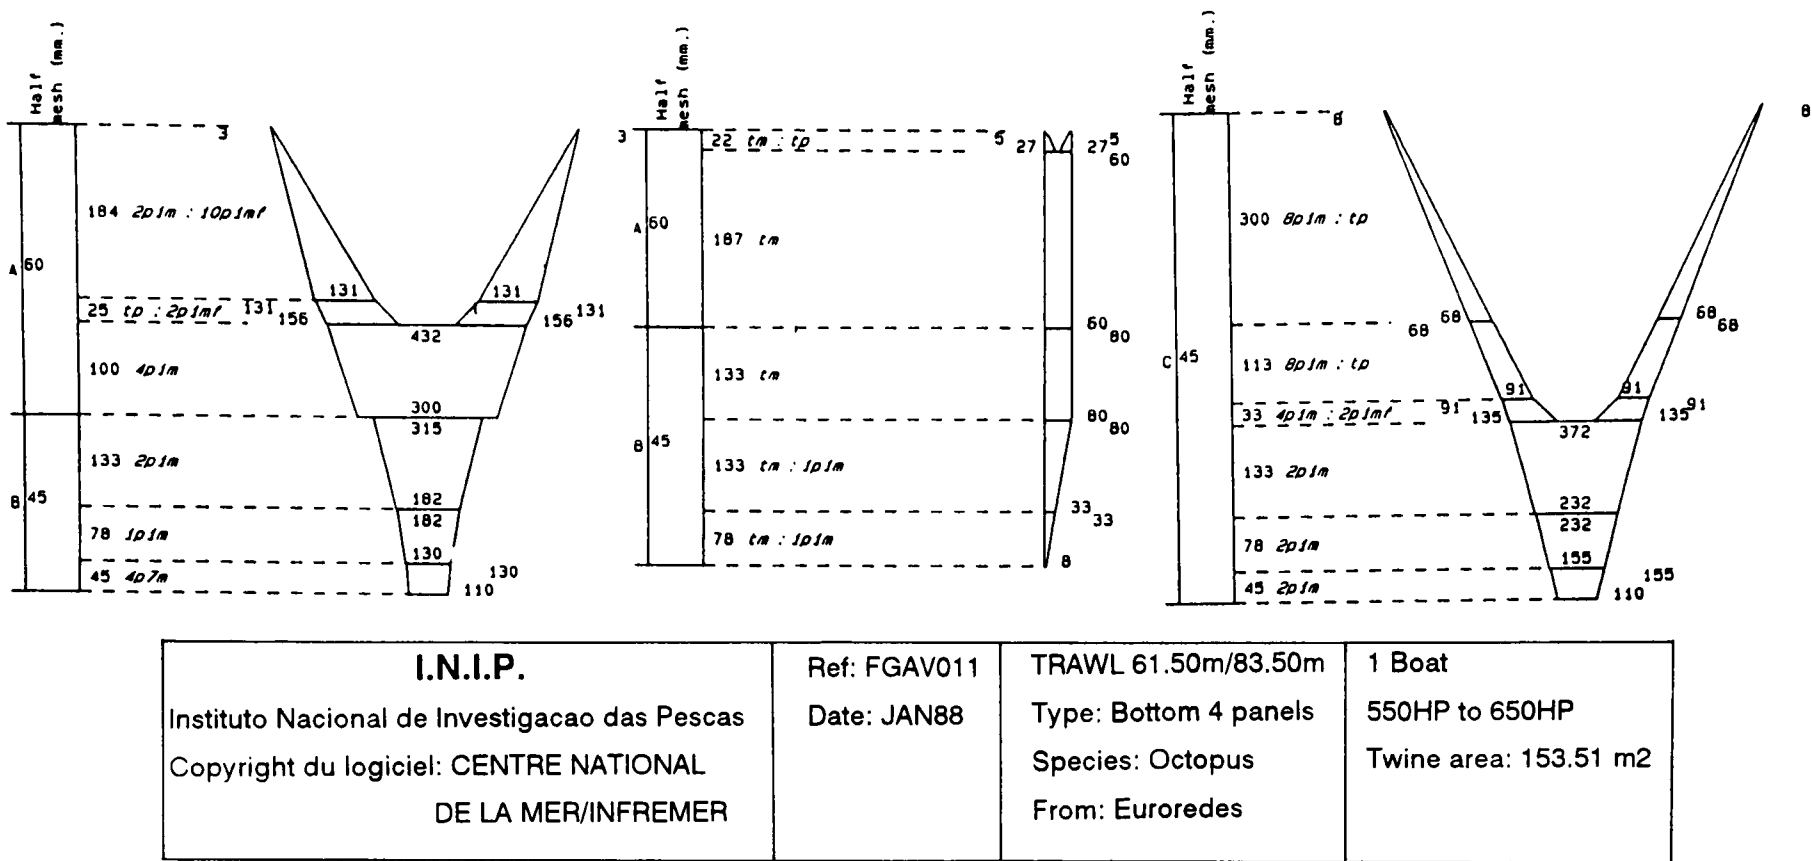 Half
mesh (mm.)
3
184 2p1m : 10p1mf
A 60
131 131
25 tp : 2p1mf 131 156 156 131
432
100 4p1m
300
315
133 2p1m
182
B 45
182
78 1p1m
130
45 4p7m 130
110
Half
mesh (mm.)
3
22 tm : tp 5 27 27 5
60
A 60
187 tm
60
80
133 tm
80
80
B 45
133 tm : 1p1m
33
33
78 tm : 1p1m
8
Half
mesh (mm.)
8 8
300 8p1m : tp
68 68 68 68
C 45
113 8p1m : tp
91 91
33 4p1m : 2p1mf 91 135 135 91
372
133 2p1m
232
232
78 2p1m
155
45 2p1m 155
110
I.N.I.P.
Instituto Nacional de Investigacao das Pescas
Copyright du logiciel: CENTRE NATIONAL
DE LA MER/INFREMER
Ref: FGAV011
Date: JAN88
TRAWL 61.50m/83.50m
Type: Bottom 4 panels
Species: Octopus
From: Euroredes
1 Boat
550HP to 650HP
Twine area: 153.51 m2